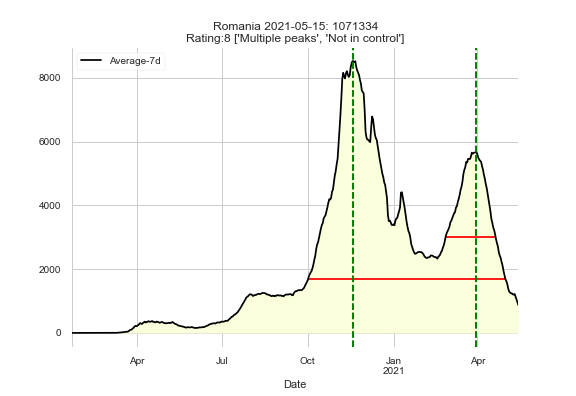 Romania 2021-05-15: 1071334
Rating:8 ['Multiple peaks', 'Not in control']
Average-7d
8000
6000
4000
2000
0
Apr
Jul
Oct
Jan
2021
Apr
Date